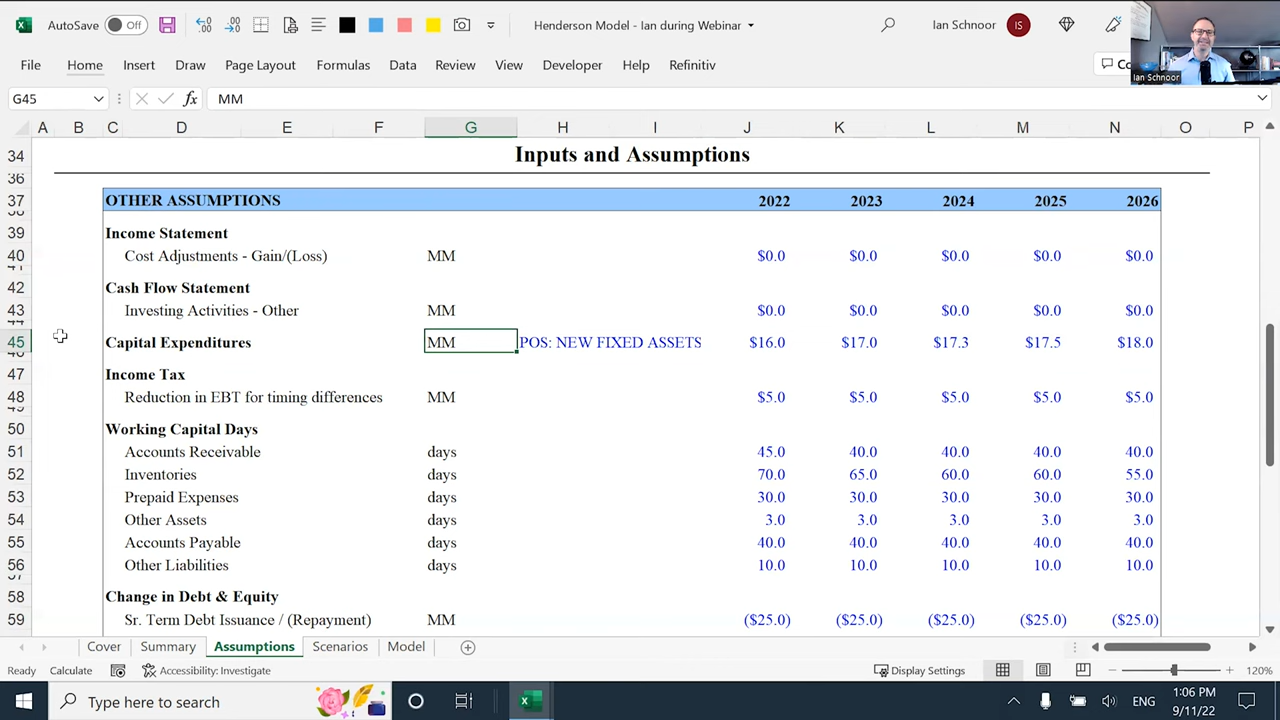 AutoSave Off Henderson Model - Ian during Webinar Ian Schnoor IS
File Home Insert Draw Page Layout Formulas Data Review View Developer Help Refinitiv
Ian Schnoor
G45 fx MM
A B C D E F G H I J K L M N O P
34 Inputs and Assumptions
36
37 OTHER ASSUMPTIONS 2022 2023 2024 2025 2026
38
39 Income Statement
40 Cost Adjustments - Gain/(Loss) MM $0.0 $0.0 $0.0 $0.0 $0.0
41
42 Cash Flow Statement
43 Investing Activities - Other MM $0.0 $0.0 $0.0 $0.0 $0.0
44
45 Capital Expenditures MM POS: NEW FIXED ASSETS $16.0 $17.0 $17.3 $17.5 $18.0
46
47 Income Tax
48 Reduction in EBT for timing differences MM $5.0 $5.0 $5.0 $5.0 $5.0
49
50 Working Capital Days
51 Accounts Receivable days 45.0 40.0 40.0 40.0 40.0
52 Inventories days 70.0 65.0 60.0 60.0 55.0
53 Prepaid Expenses days 30.0 30.0 30.0 30.0 30.0
54 Other Assets days 3.0 3.0 3.0 3.0 3.0
55 Accounts Payable days 40.0 40.0 40.0 40.0 40.0
56 Other Liabilities days 10.0 10.0 10.0 10.0 10.0
57
58 Change in Debt & Equity
59 Sr. Term Debt Issuance / (Repayment) MM ($25.0) ($25.0) ($25.0) ($25.0) ($25.0)
Cover Summary Assumptions Scenarios Model
Ready Calculate Accessibility: Investigate Display Settings 120%
Type here to search ENG 1:06 PM
9/11/22